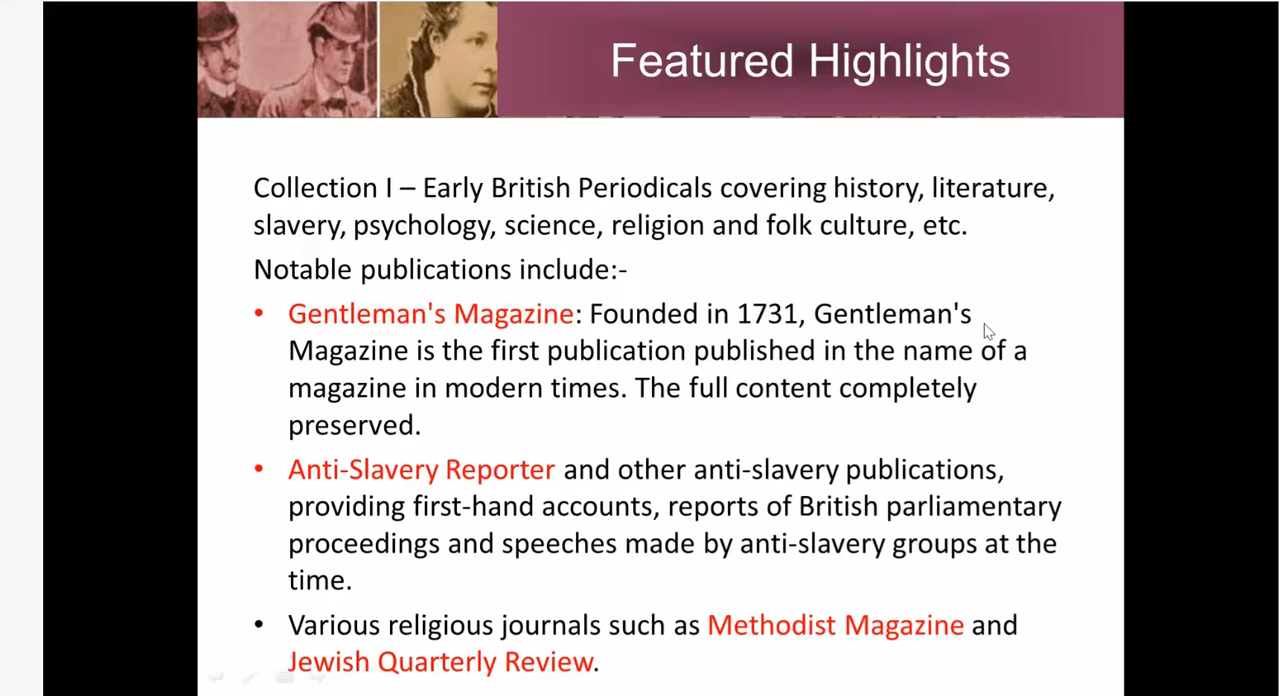 Featured Highlights
Collection I – Early British Periodicals covering history, literature,
slavery, psychology, science, religion and folk culture, etc.
Notable publications include:-
• Gentleman's Magazine: Founded in 1731, Gentleman's
Magazine is the first publication published in the name of a
magazine in modern times. The full content completely
preserved.
• Anti-Slavery Reporter and other anti-slavery publications,
providing first-hand accounts, reports of British parliamentary
proceedings and speeches made by anti-slavery groups at the
time.
• Various religious journals such as Methodist Magazine and
Jewish Quarterly Review.